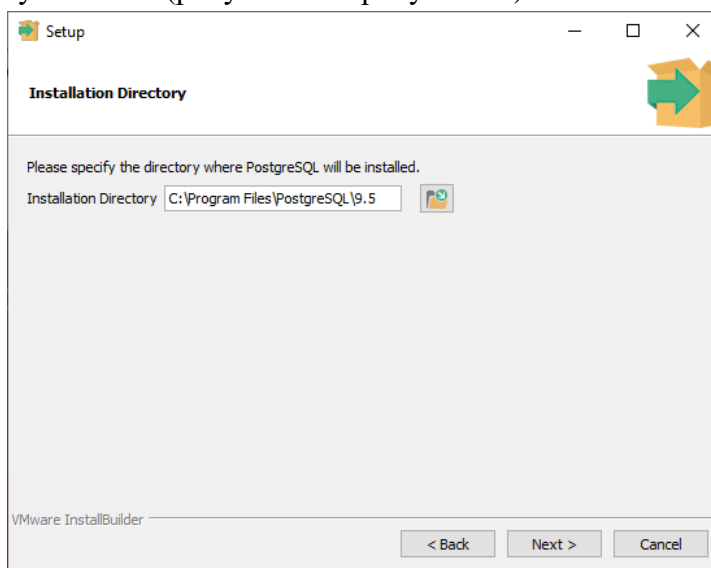 Setup
Installation Directory
Please specify the directory where PostgreSQL will be installed.
Installation Directory C:\Program Files\PostgreSQL\9.5
VMware InstallBuilder
< Back Next > Cancel